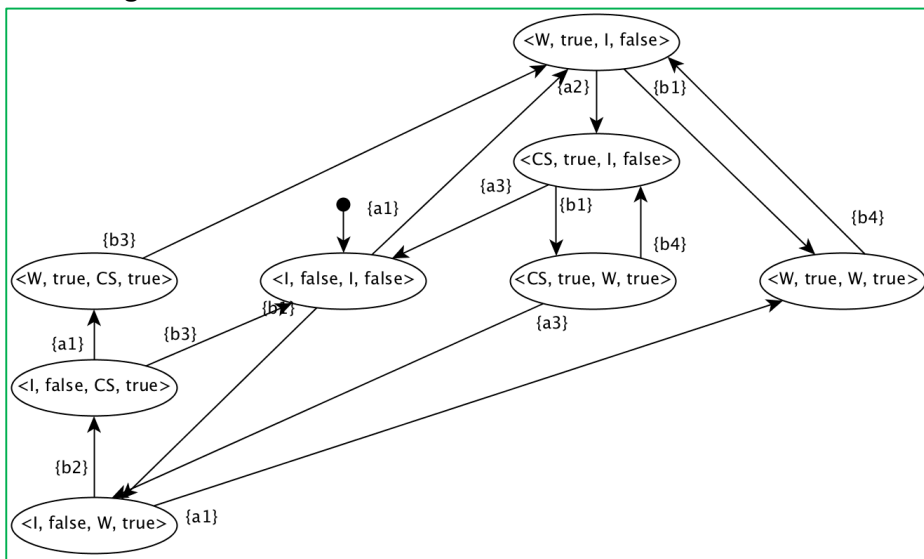 <W, true, I, false>
{a2}
{b1}
<CS, true, I, false>
{a3}
{a1}
{b1}
{b4}
{b3}
{b4}
<W, true, CS, true>
<I, false, I, false>
<CS, true, W, true>
<W, true, W, true>
{b3}
{a3}
{a1}
<I, false, CS, true>
{b2}
{a1}
<I, false, W, true>